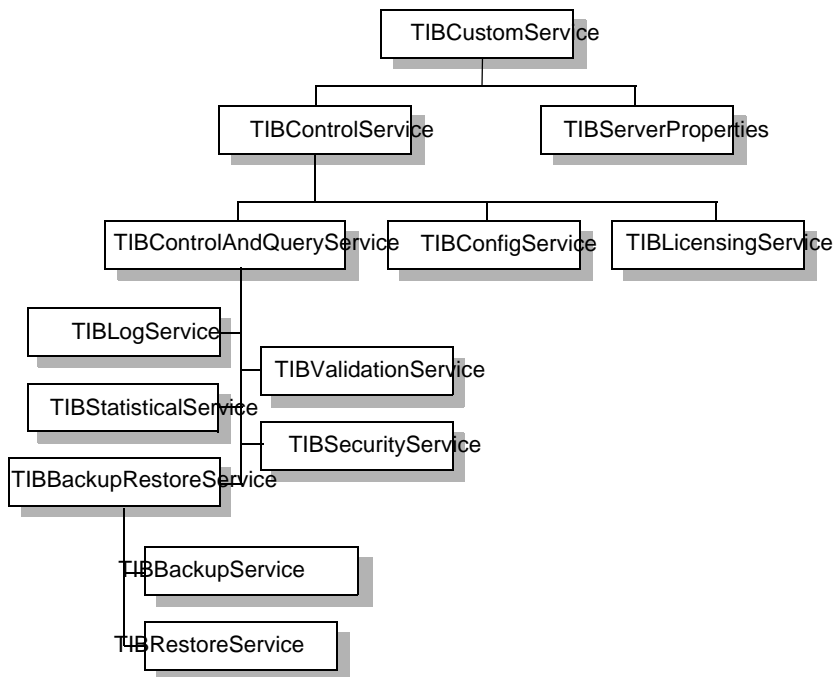 TIBCustomService
TIBControlService
TIBServerProperties
TIBControlAndQueryService
TIBConfigService
TIBLicensingService
TIBLogService
TIBValidationService
TIBStatisticalService
TIBSecurityService
TIBBackupRestoreService
TIBBackupService
TIBRestoreService